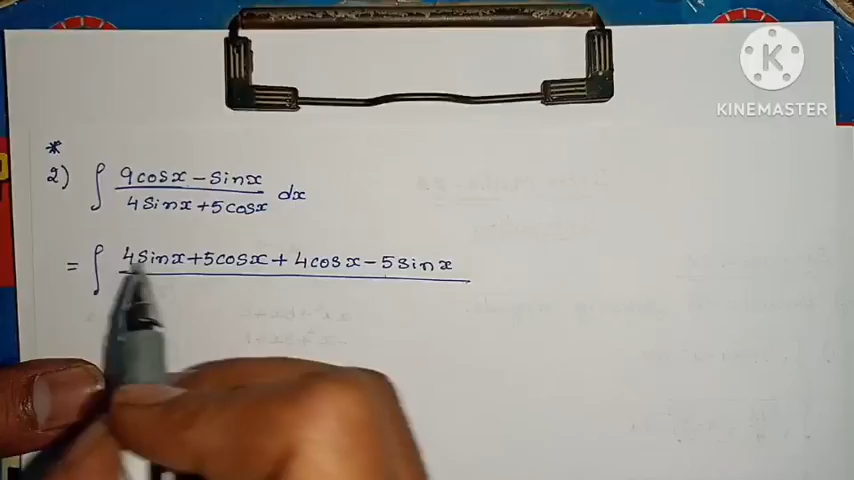 K
KINEMASTER
*
2) ∫ 9cosx - sinx / 4sinx + 5cosx dx
= ∫ 4sinx + 5cosx + 4cosx - 5sinx